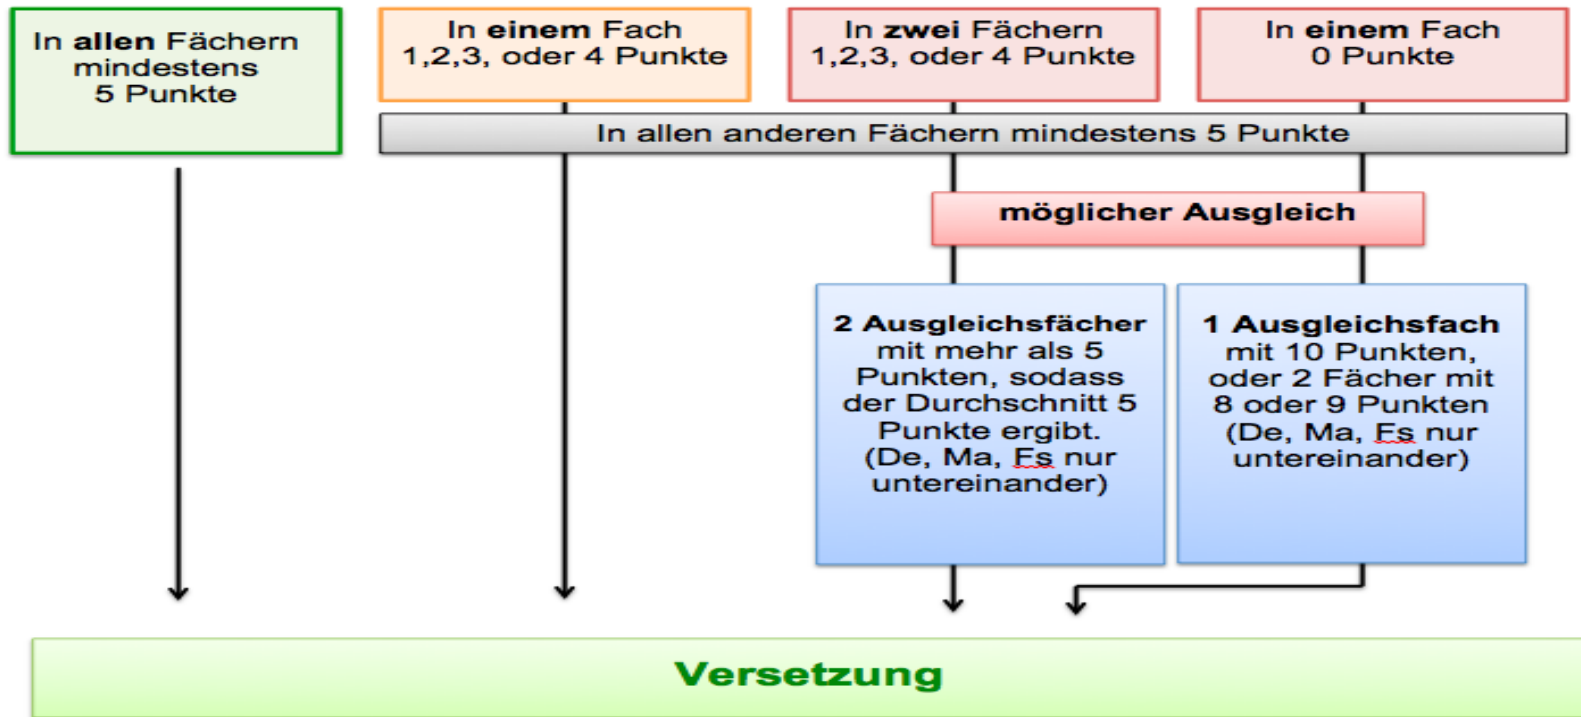 In allen Fächern
mindestens
5 Punkte
In einem Fach
1,2,3, oder 4 Punkte
In zwei Fächern
1,2,3, oder 4 Punkte
In einem Fach
0 Punkte
In allen anderen Fächern mindestens 5 Punkte
möglicher Ausgleich
2 Ausgleichsfächer
mit mehr als 5
Punkten, sodass
der Durchschnitt 5
Punkte ergibt.
(De, Ma, Fs nur
untereinander)
1 Ausgleichsfach
mit 10 Punkten,
oder 2 Fächer mit
8 oder 9 Punkten
(De, Ma, Fs nur
untereinander)
Versetzung